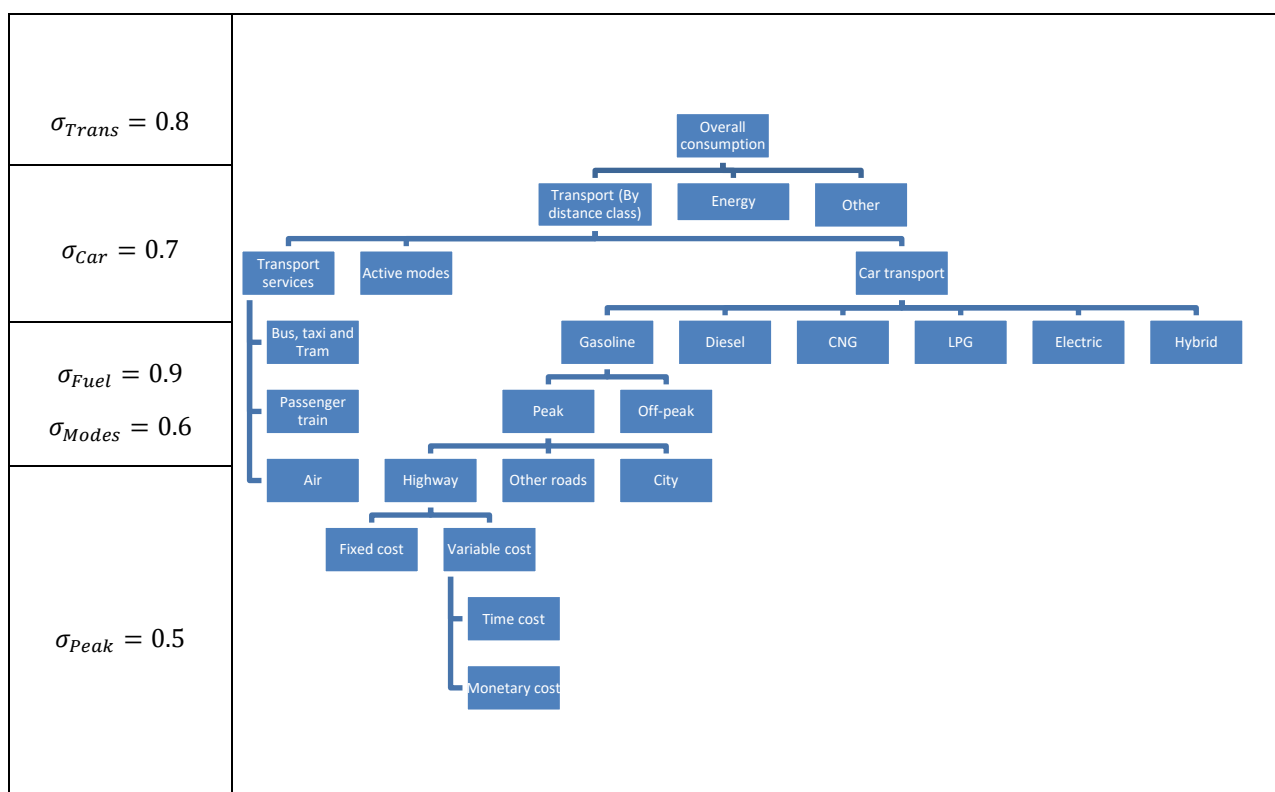 σ_Trans = 0.8
Overall
consumption
Transport (By
distance class)
Energy
Other
σ_Car = 0.7
Transport
services
Active modes
Car transport
Bus, taxi and
Tram
Gasoline
Diesel
CNG
LPG
Electric
Hybrid
σ_Fuel = 0.9
σ_Modes = 0.6
Passenger
train
Peak
Off-peak
Air
Highway
Other roads
City
Fixed cost
Variable cost
Time cost
σ_Peak = 0.5
Monetary cost